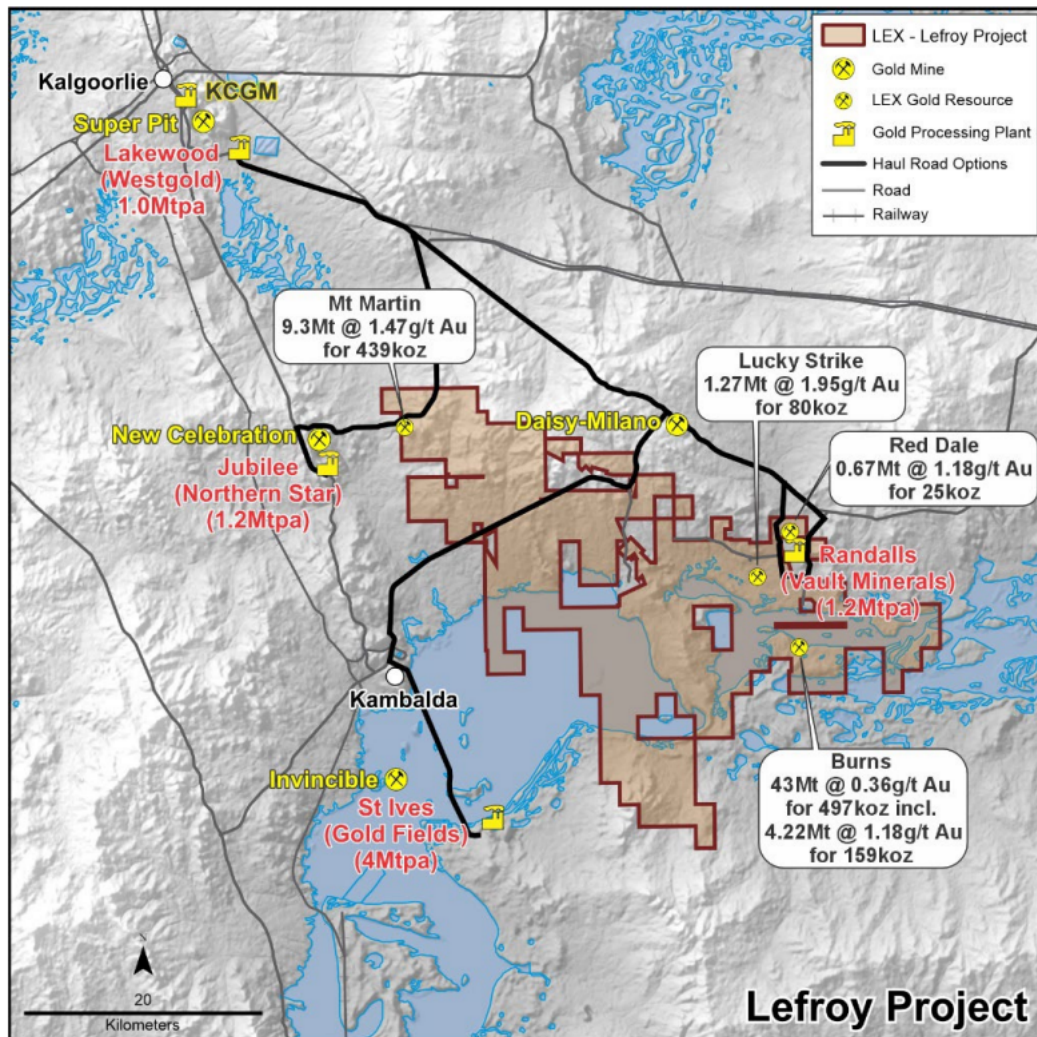 LEX - Lefroy Project
Gold Mine
LEX Gold Resource
Gold Processing Plant
Haul Road Options
Road
Railway
Kalgoorlie
KCGM
Super Pit
Lakewood
(Westgold)
1.0Mtpa
Mt Martin
9.3Mt @ 1.47g/t Au
for 439koz
Lucky Strike
1.27Mt @ 1.95g/t Au
for 80koz
New Celebration
Daisy-Milano
Red Dale
0.67Mt @ 1.18g/t Au
for 25koz
Jubilee
(Northern Star)
(1.2Mtpa)
Randalls
(Vault Minerals)
(1.2Mtpa)
Kambalda
Burns
43Mt @ 0.36g/t Au
for 497koz incl.
4.22Mt @ 1.18g/t Au
for 159koz
Invincible
St Ives
(Gold Fields)
(4Mtpa)
20
Kilometers
Lefroy Project